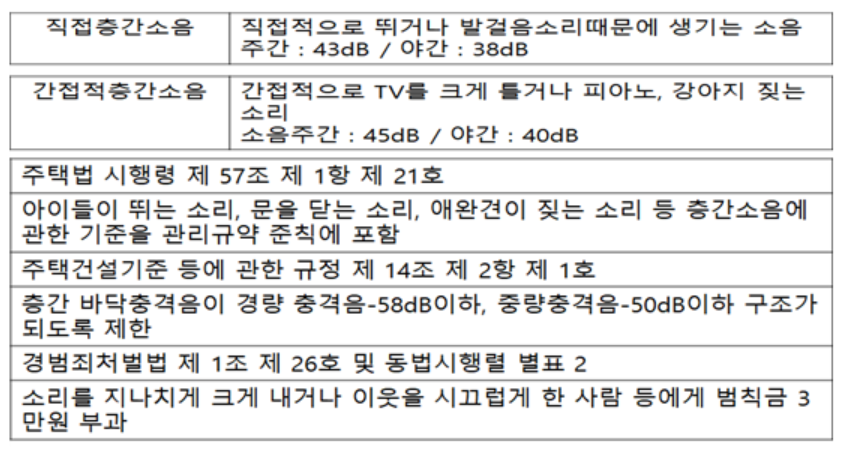 직접층간소음
직접적으로 뛰거나 발걸음소리때문에 생기는 소음
주간 : 43dB / 야간 : 38dB
간접적층간소음
간접적으로 TV를 크게 틀거나 피아노, 강아지 짖는
소리
소음주간 : 45dB / 야간 : 40dB
주택법 시행령 제 57조 제 1항 제 21호
아이들이 뛰는 소리, 문을 닫는 소리, 애완견이 짖는 소리 등 층간소음에
관한 기준을 관리규약 준칙에 포함
주택건설기준 등에 관한 규정 제 14조 제 2항 제 1호
층간 바닥충격음이 경량 충격음-58dB이하, 중량충격음-50dB이하 구조가
되도록 제한
경범죄처벌법 제 1조 제 26호 및 동법시행렬 별표 2
소리를 지나치게 크게 내거나 이웃을 시끄럽게 한 사람 등에게 범칙금 3
만원 부과